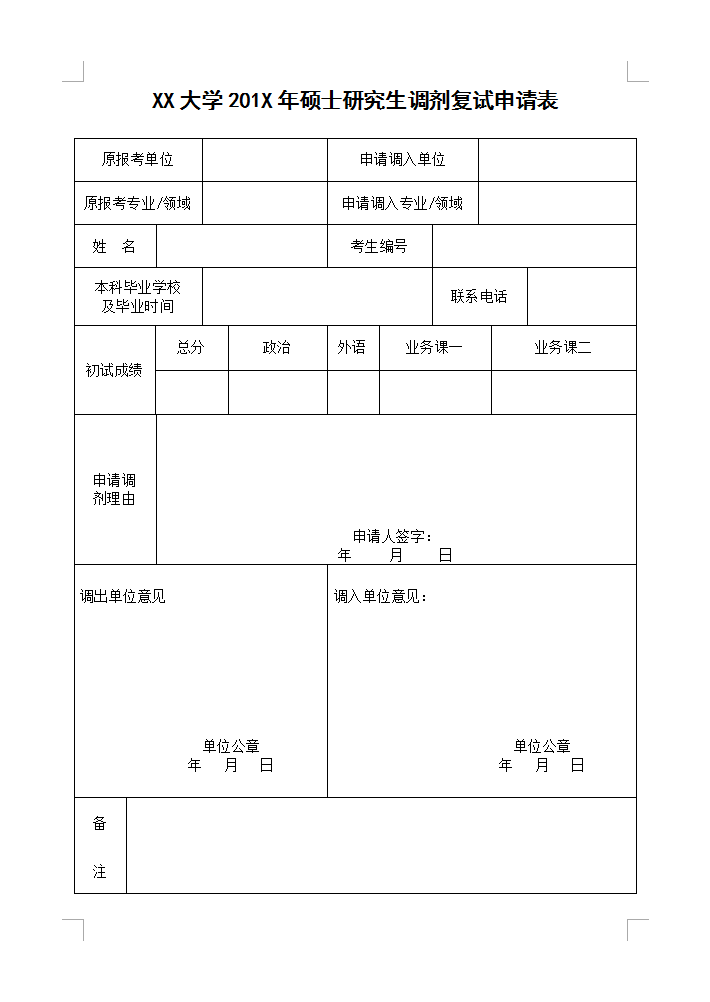 XX大学201X年硕士研究生调剂复试申请表
原报考单位 申请调入单位
原报考专业/领域 申请调入专业/领域
姓 名 考生编号
本科毕业学校
及毕业时间 联系电话
初试成绩 总分 政治 外语 业务课一 业务课二
申请调
剂理由
申请人签字：
年 月 日
调出单位意见 调入单位意见：
单位公章 单位公章
年 月 日 年 月 日
备
注